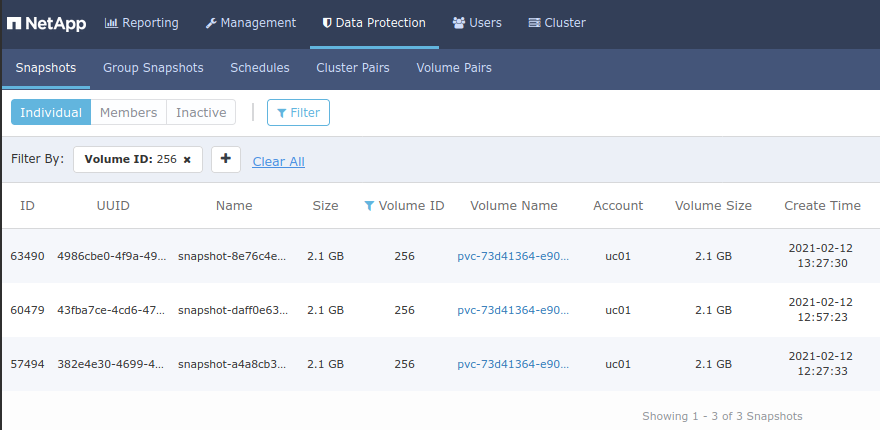 NetApp Reporting Management Data Protection Users Cluster
Snapshots Group Snapshots Schedules Cluster Pairs Volume Pairs
Individual Members Inactive Filter
Filter By: Volume ID: 256 × + Clear All
ID UUID Name Size Volume ID Volume Name Account Volume Size Create Time
63490 4986cbe0-4f9a-49... snapshot-8e76c4e... 2.1 GB 256 pvc-73d41364-e90... uc01 2.1 GB 2021-02-12
13:27:30
60479 43fba7ce-4cd6-47... snapshot-daff0e63... 2.1 GB 256 pvc-73d41364-e90... uc01 2.1 GB 2021-02-12
12:57:23
57494 382e4e30-4699-4... snapshot-a4a8cb3... 2.1 GB 256 pvc-73d41364-e90... uc01 2.1 GB 2021-02-12
12:27:33
Showing 1 - 3 of 3 Snapshots